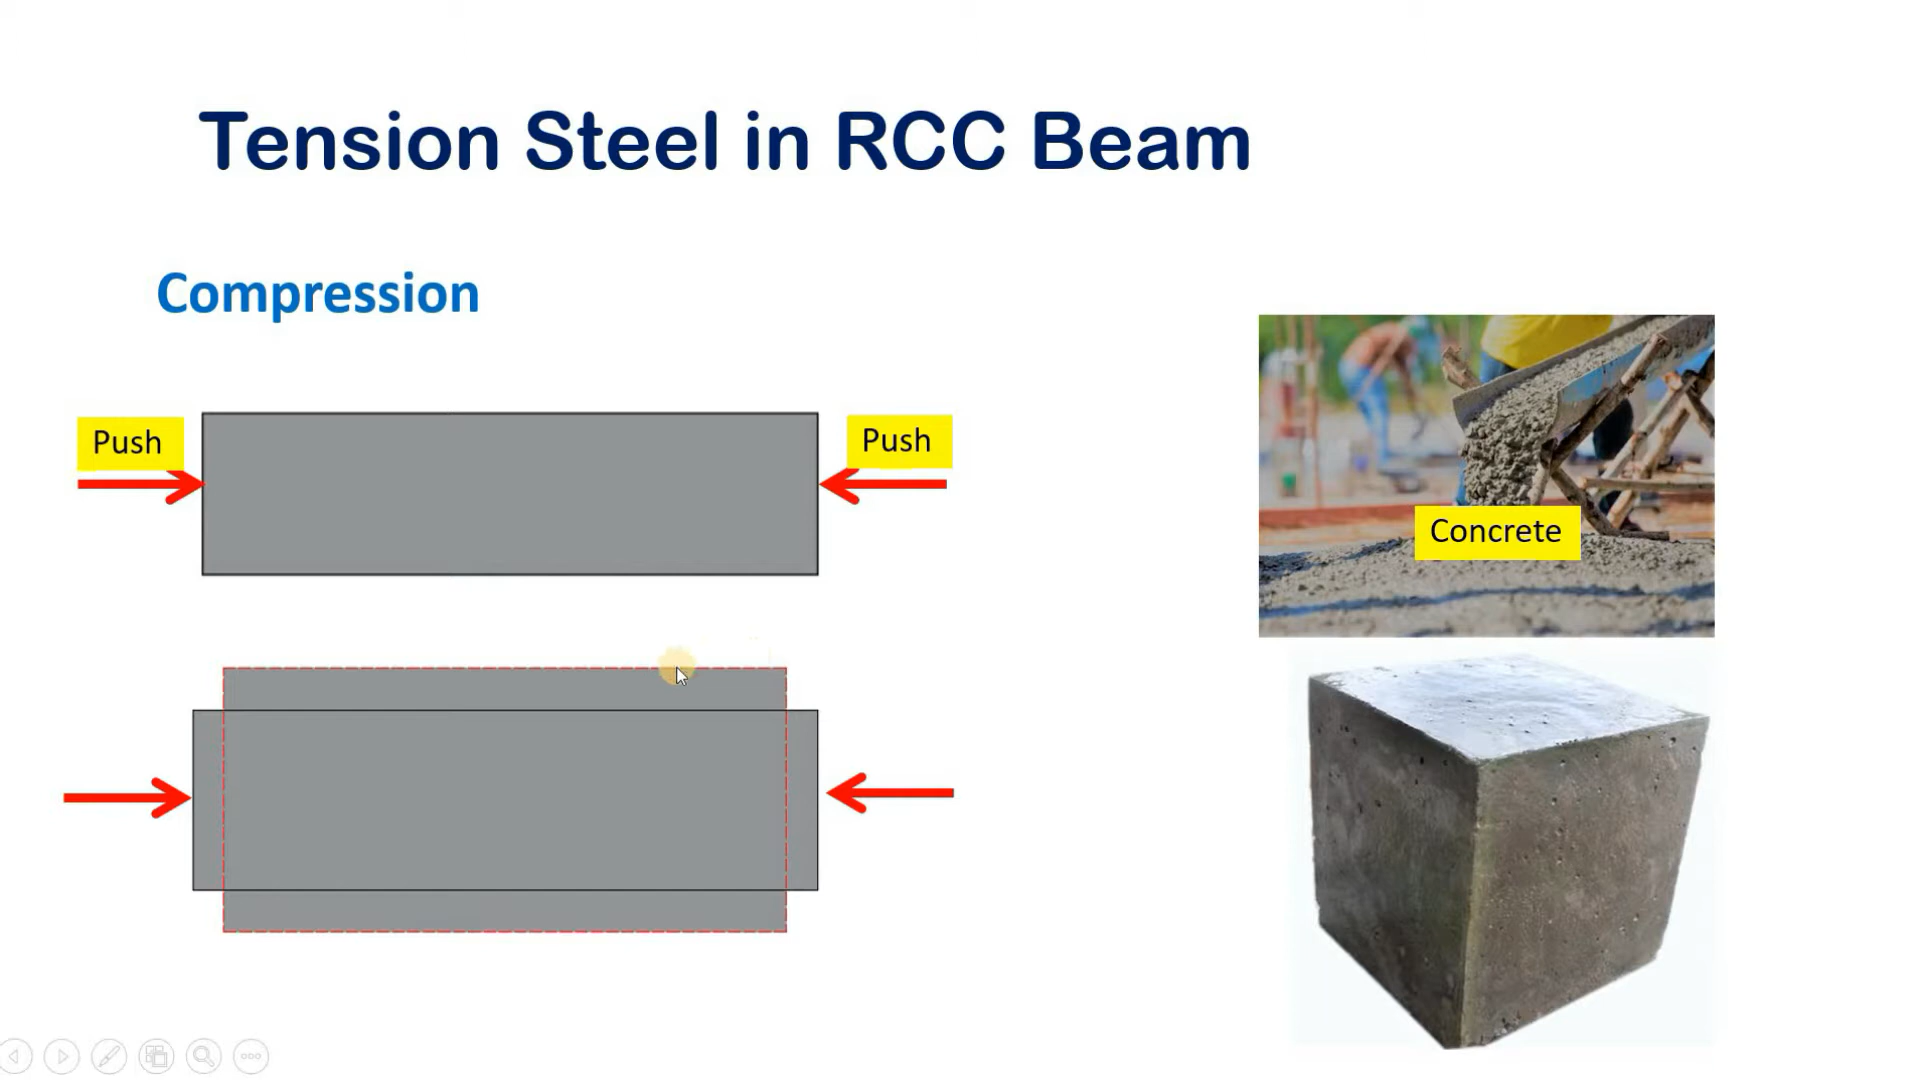 Tension Steel in RCC Beam
Compression
Push
Push
Concrete